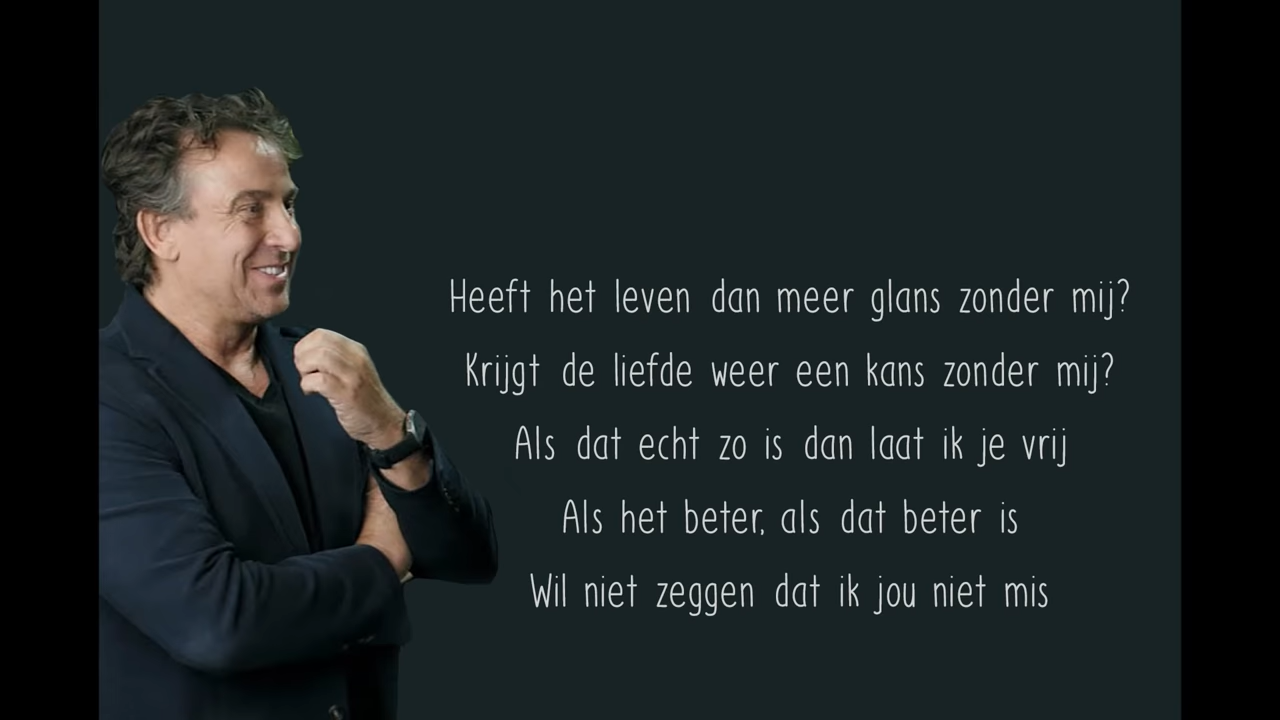 Heeft het leven dan meer glans zonder mij?
Krijgt de liefde weer een kans zonder mij?
Als dat echt zo is dan laat ik je vrij
Als het beter, als dat beter is
Wil niet zeggen dat ik jou niet mis